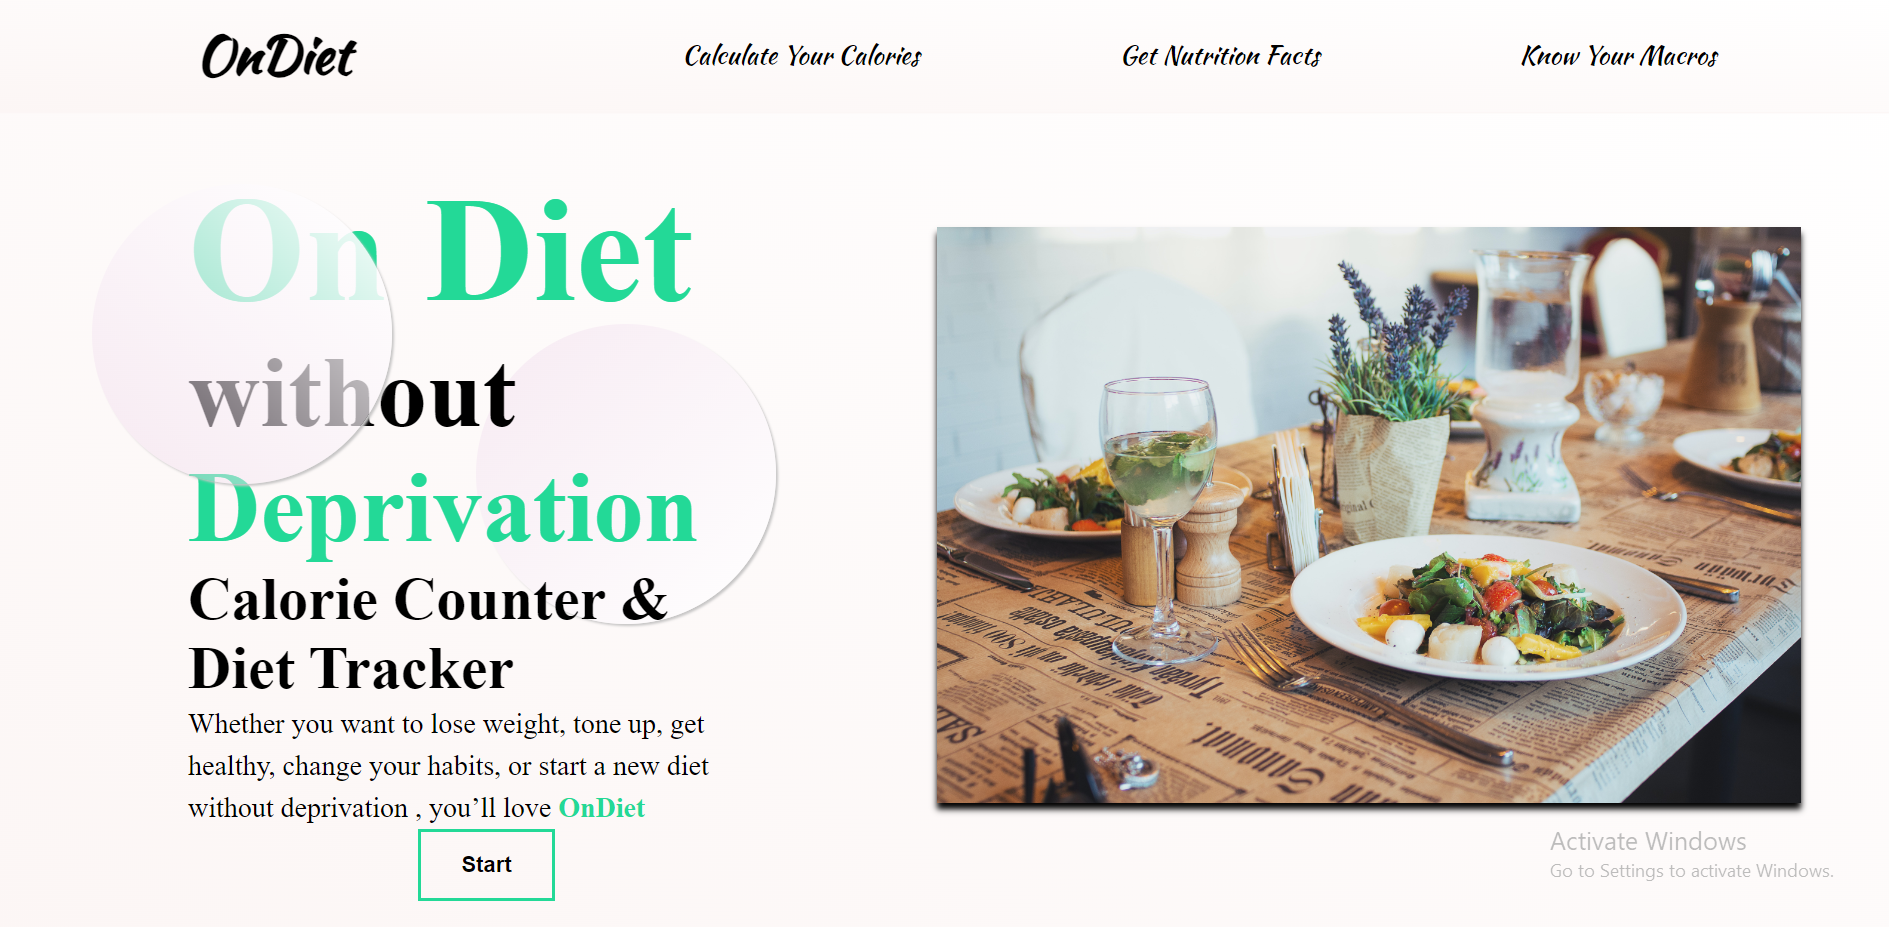 OnDiet
Calculate Your Calories
Get Nutrition Facts
Know Your Macros
On Diet
without
Deprivation
Calorie Counter &
Diet Tracker
Whether you want to lose weight, tone up, get
healthy, change your habits, or start a new diet
without deprivation , you’ll love OnDiet
Start
Activate Windows
Go to Settings to activate Windows.